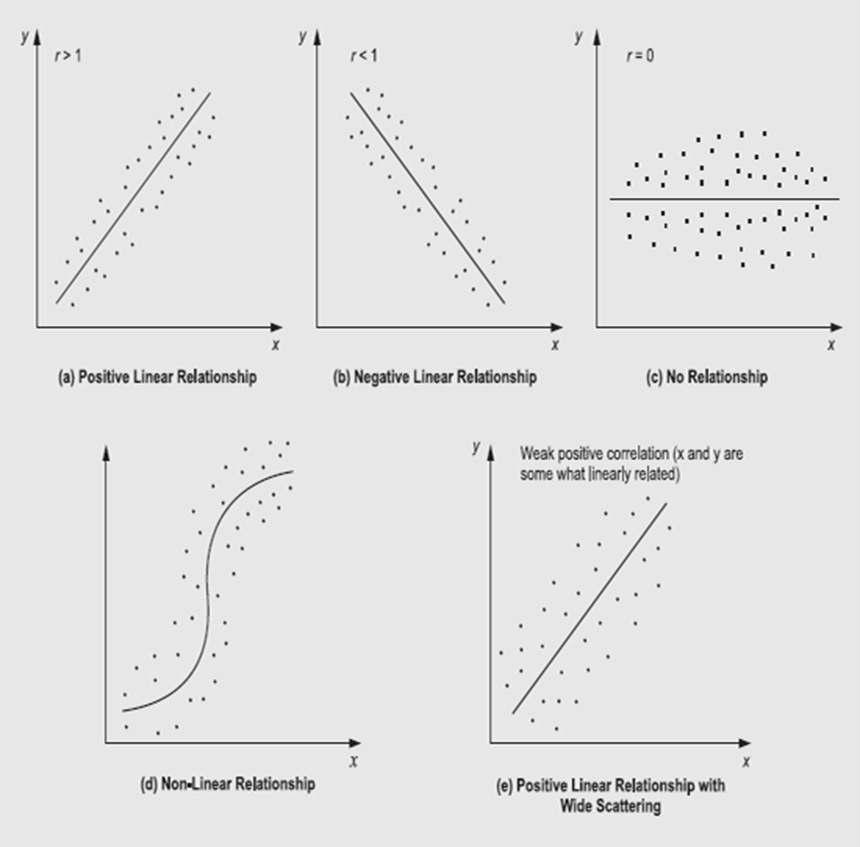 y
r > 1
x
(a) Positive Linear Relationship
y
r < 1
x
(b) Negative Linear Relationship
y
r = 0
x
(c) No Relationship
x
(d) Non-Linear Relationship
y
Weak positive correlation (x and y are
some what linearly related)
x
(e) Positive Linear Relationship with
Wide Scattering